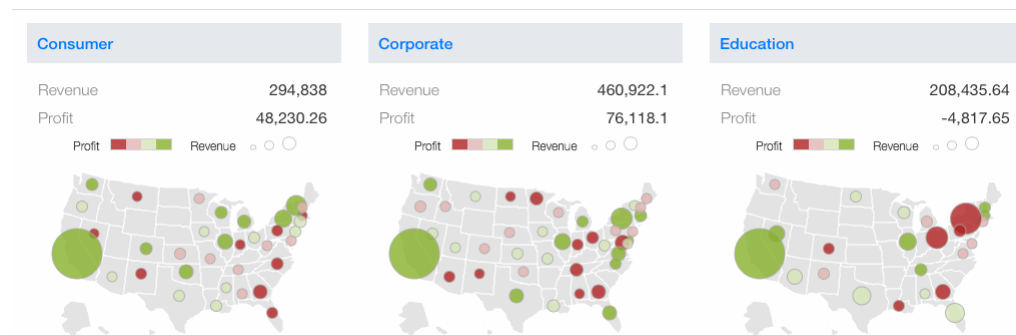 Consumer
Revenue 294,838
Profit 48,230.26
Profit Revenue
Corporate
Revenue 460,922.1
Profit 76,118.1
Profit Revenue
Education
Revenue 208,435.64
Profit -4,817.65
Profit Revenue